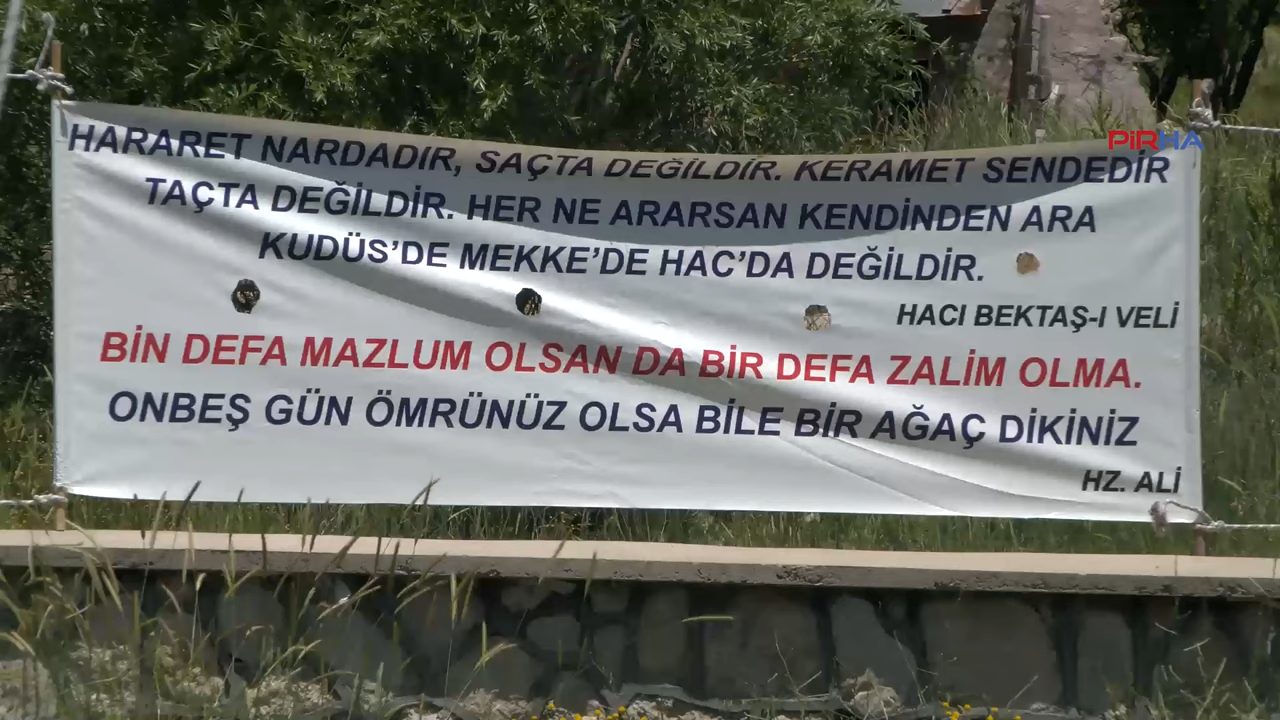 PİRHA
HARARET NARDADIR, SAÇTA DEĞİLDİR. KERAMET SENDEDİR
TAÇTA DEĞİLDİR. HER NE ARARSAN KENDİNDEN ARA
KUDÜS’DE MEKKE’DE HAC’DA DEĞİLDİR.
HACI BEKTAŞ-I VELİ
BİN DEFA MAZLUM OLSAN DA BİR DEFA ZALİM OLMA.
ONBEŞ GÜN ÖMRÜNÜZ OLSA BİLE BİR AĞAÇ DİKİNİZ
HZ. ALİ